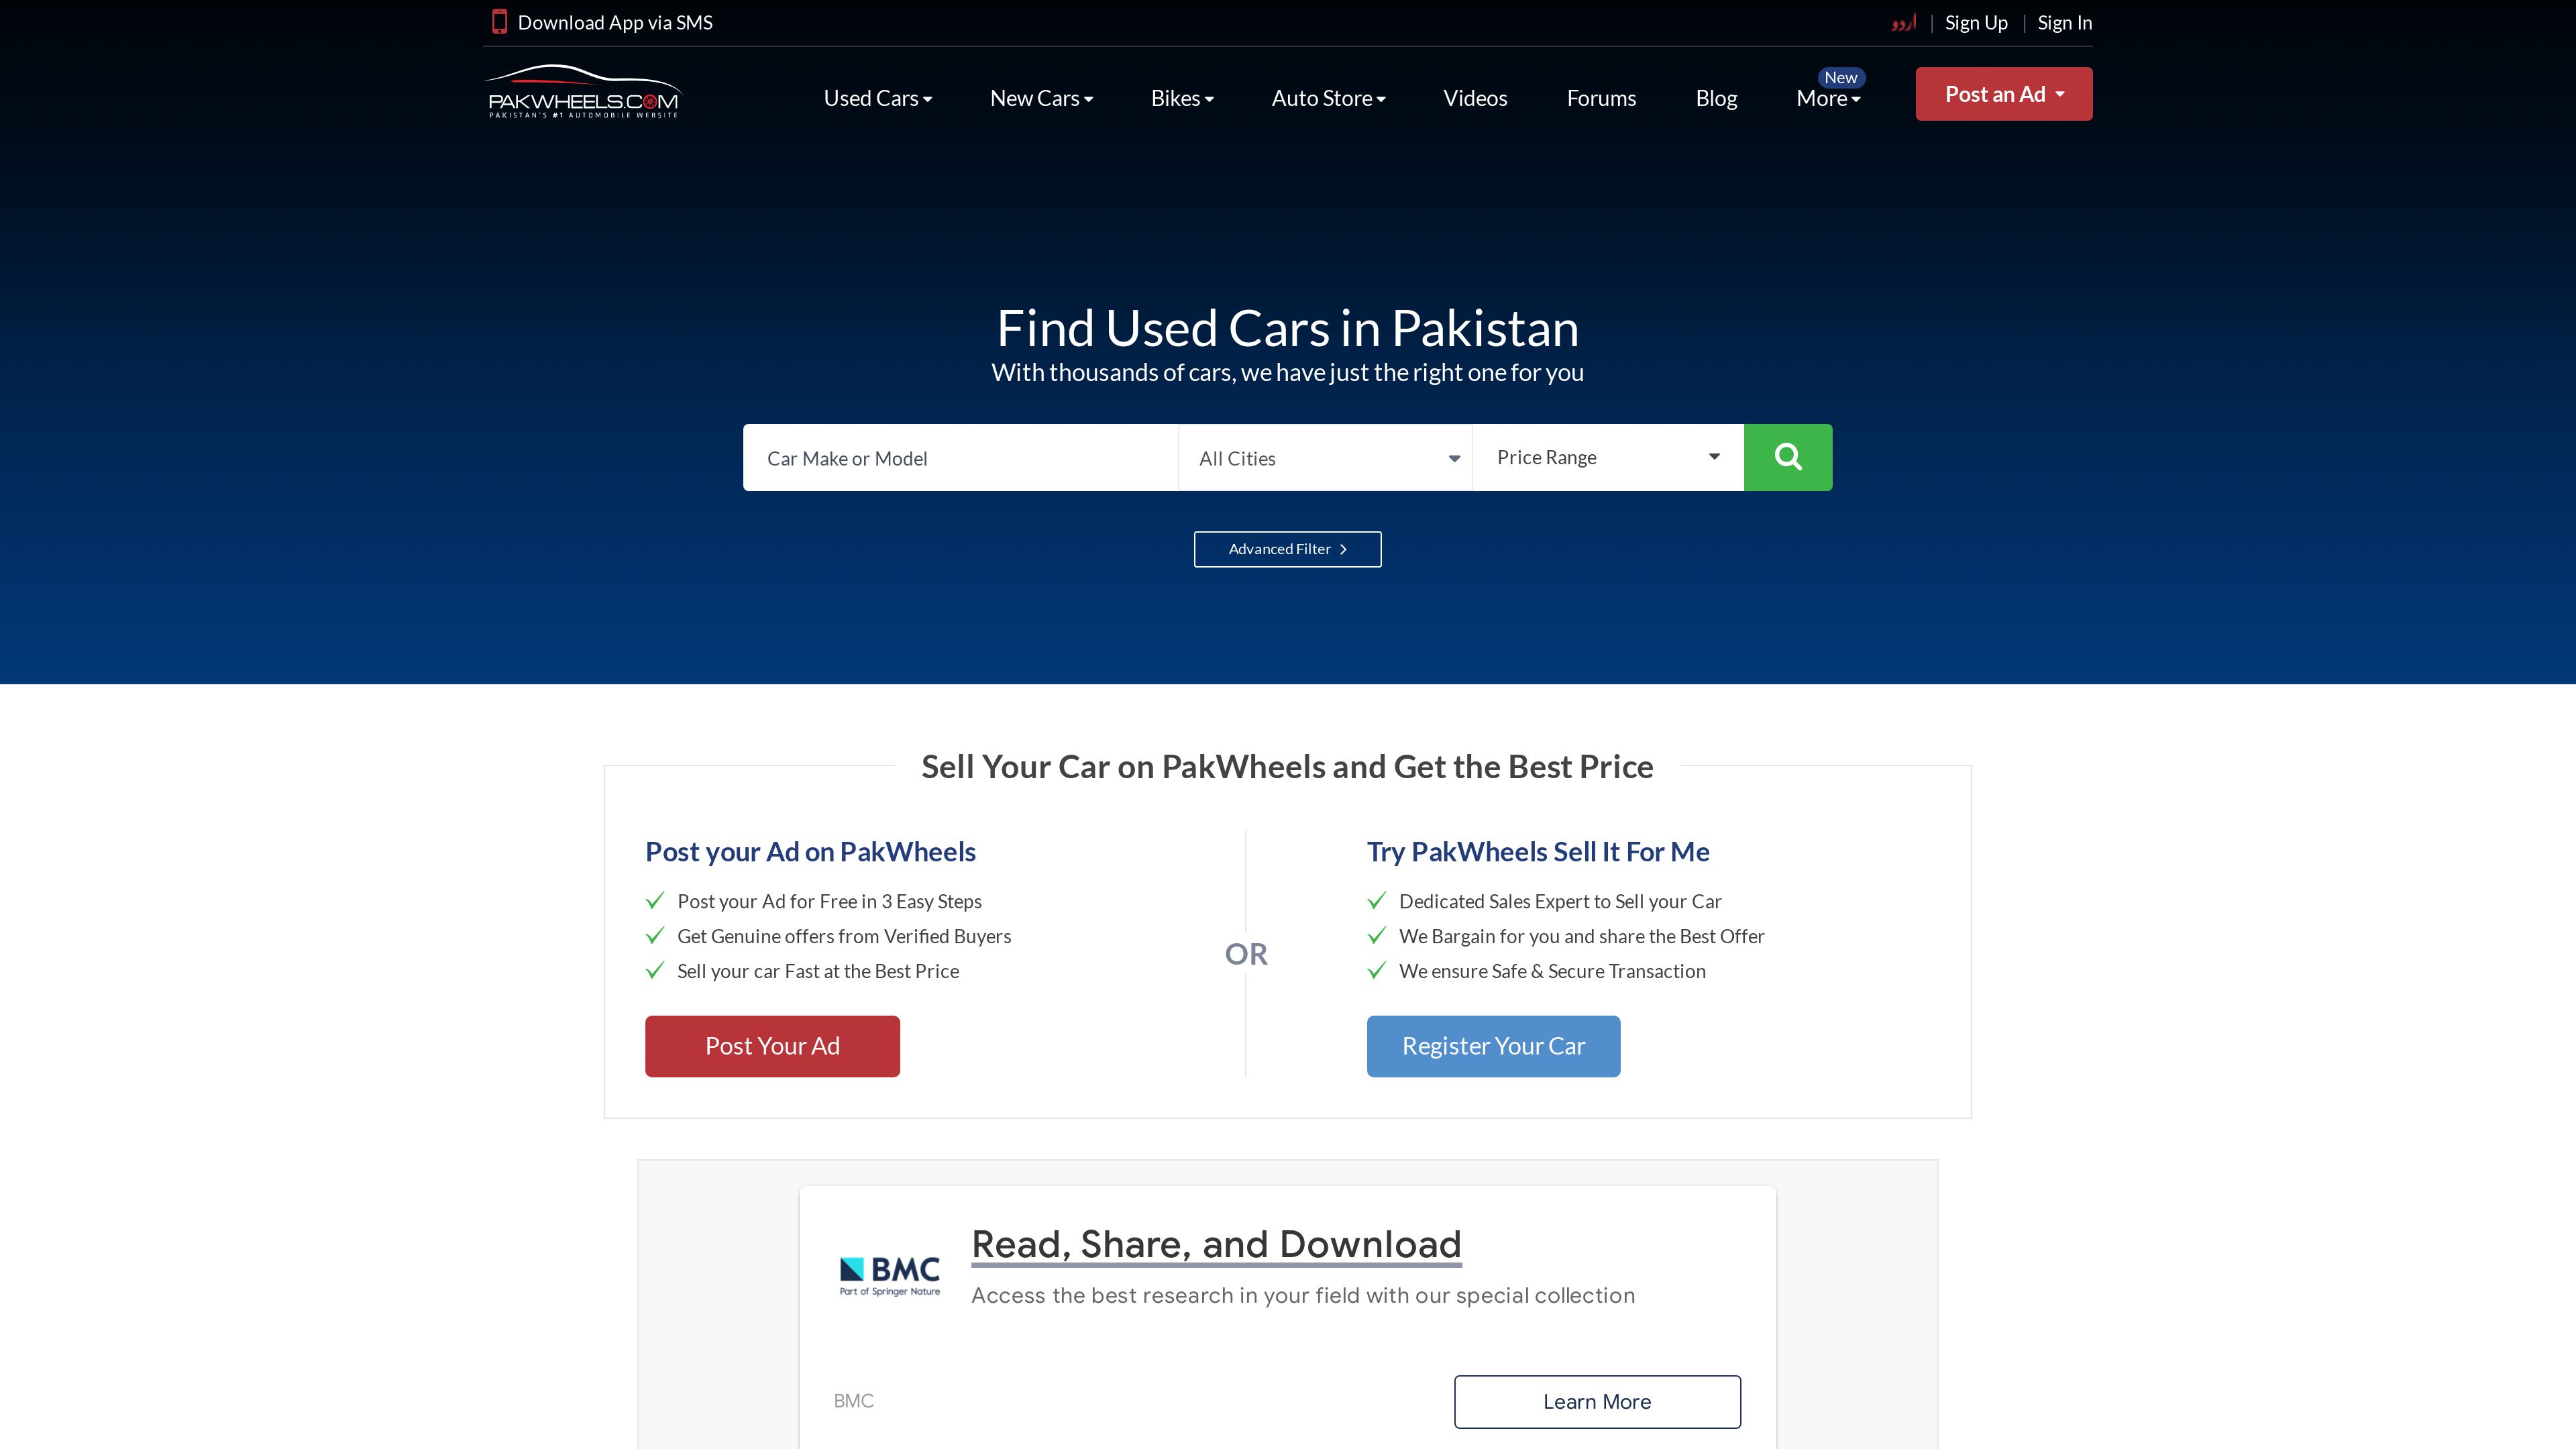 Download App via SMS
اردو
Sign Up
Sign In
PAKWHEELS.COM
PAKISTAN'S #1 AUTOMOBILE WEBSITE
Used Cars
New Cars
Bikes
Auto Store
Videos
Forums
Blog
New
More
Post an Ad
Find Used Cars in Pakistan
With thousands of cars, we have just the right one for you
Car Make or Model
All Cities
Price Range
Advanced Filter
Sell Your Car on PakWheels and Get the Best Price
Post your Ad on PakWheels
Post your Ad for Free in 3 Easy Steps
Get Genuine offers from Verified Buyers
Sell your car Fast at the Best Price
Post Your Ad
OR
Try PakWheels Sell It For Me
Dedicated Sales Expert to Sell your Car
We Bargain for you and share the Best Offer
We ensure Safe & Secure Transaction
Register Your Car
BMC
Part of Springer Nature
Read, Share, and Download
Access the best research in your field with our special collection
BMC
Learn More